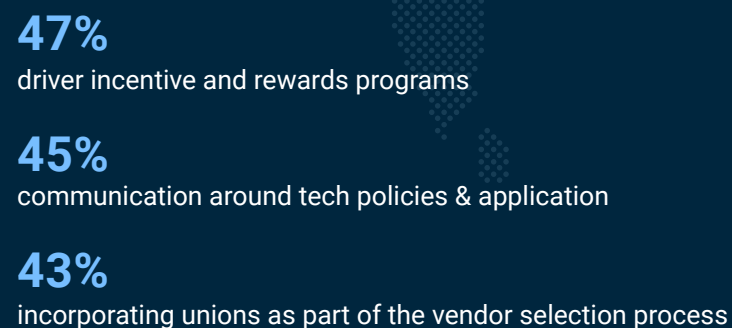 47%
driver incentive and rewards programs
45%
communication around tech policies & application
43%
incorporating unions as part of the vendor selection process